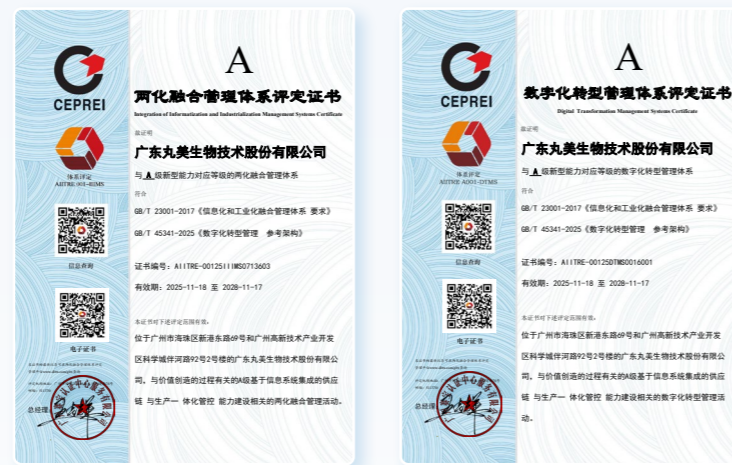 CEPREI
体系评定
AIITRE 001-IIIMS
信息查询
电子证书
总经理
A
两化融合管理体系评定证书
Integration of Informatization and Industrialization Management Systems Certificate
兹证明
广东丸美生物技术股份有限公司
与 A 级新型能力对应等级的两化融合管理体系
符合
GB/T 23001-2017《信息化和工业化融合管理体系 要求》
GB/T 45341-2025《数字化转型管理 参考架构》
证书编号：AIITRE-00125IIIMS0713603
有效期：2025-11-18 至 2028-11-17
本证书对下述评定范围有效：
位于广州市海珠区新港东路69号和广州高新技术产业开发
区科学城伴河路92号2号楼的广东丸美生物技术股份有限公
司，与价值创造的过程有关的A级基于信息系统集成的供应
链 与生产一 体化管控 能力建设相关的两化融合管理活动。
CEPREI
体系评定
AIITRE A001-DTMS
信息查询
电子证书
总经理
A
数字化转型管理体系评定证书
Digital Transformation Management Systems Certificate
兹证明
广东丸美生物技术股份有限公司
与 A 级新型能力对应等级的数字化转型管理体系
符合
GB/T 23001-2017《信息化和工业化融合管理体系 要求》
GB/T 45341-2025《数字化转型管理 参考架构》
证书编号：AIITRE-00125DTMS0016001
有效期：2025-11-18 至 2028-11-17
本证书对下述评定范围有效：
位于广州市海珠区新港东路69号和广州高新技术产业开发
区科学城伴河路92号2号楼的广东丸美生物技术股份有限公
司，与价值创造的过程有关的A级基于信息系统集成的供应
链 与生产一 体化管控 能力建设相关的数字化转型管理活
动。